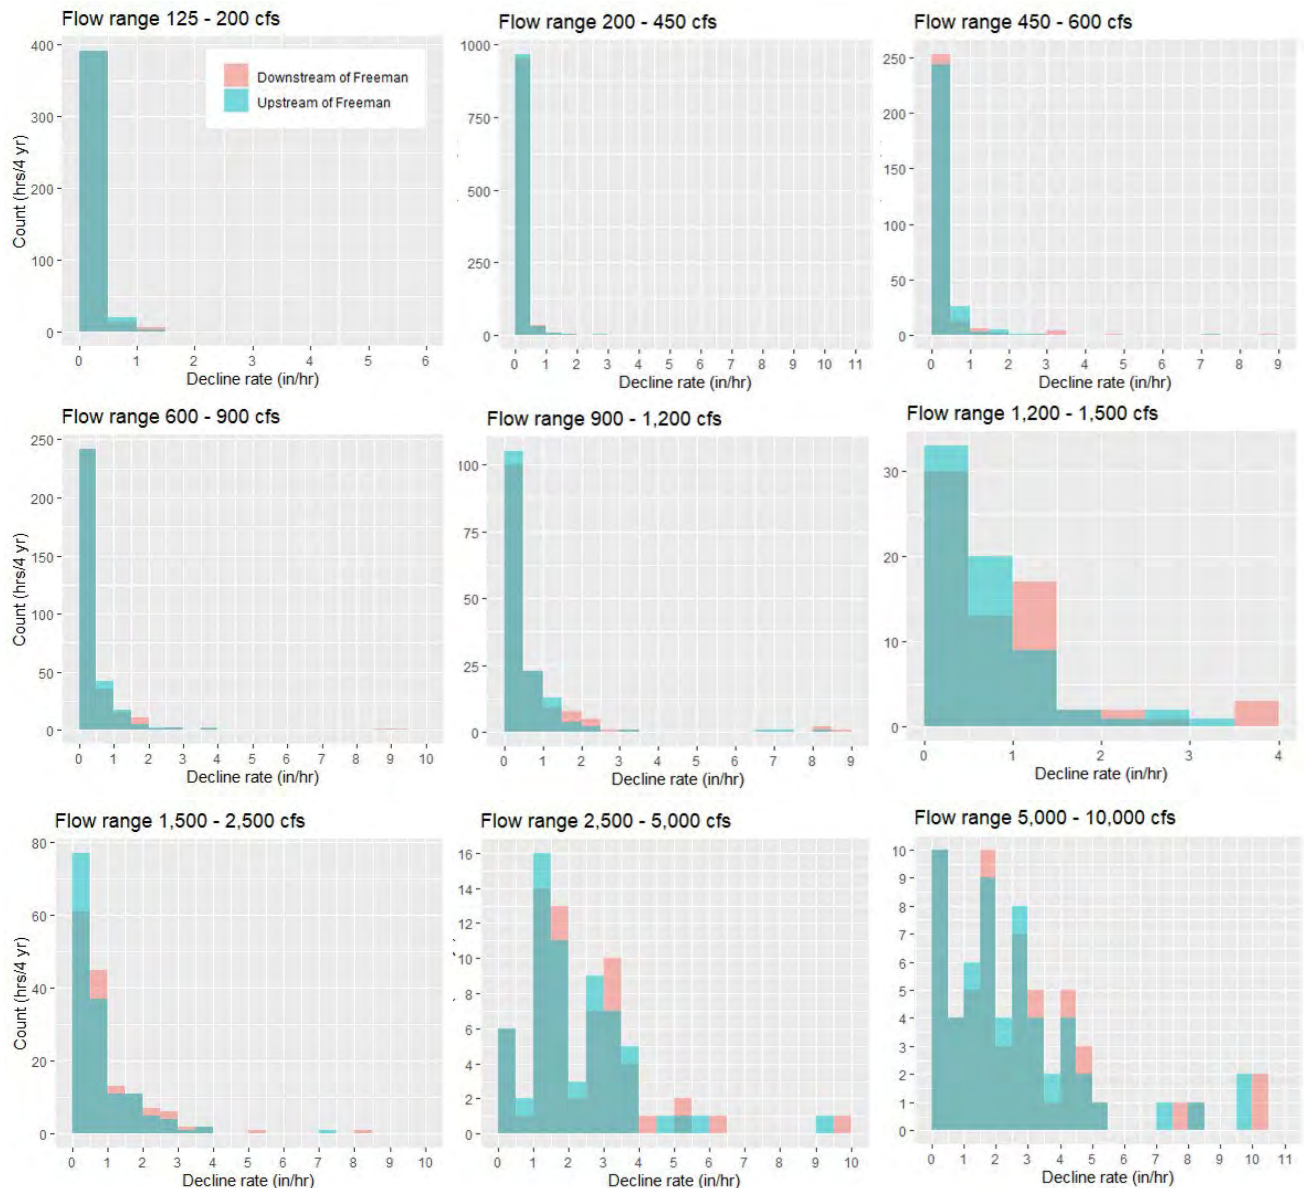 Flow range 125 - 200 cfs
400
300
200
100
0
Count (hrs/4 yr)
Downstream of Freeman
Upstream of Freeman
0 1 2 3 4 5 6
Decline rate (in/hr)
Flow range 200 - 450 cfs
1000
750
500
250
0
0 1 2 3 4 5 6 7 8 9 10 11
Decline rate (in/hr)
Flow range 450 - 600 cfs
250
200
150
100
50
0
0 1 2 3 4 5 6 7 8 9
Decline rate (in/hr)
Flow range 600 - 900 cfs
250
200
150
100
50
0
Count (hrs/4 yr)
0 1 2 3 4 5 6 7 8 9 10
Decline rate (in/hr)
Flow range 900 - 1,200 cfs
100
75
50
25
0
0 1 2 3 4 5 6 7 8 9
Decline rate (in/hr)
Flow range 1,200 - 1,500 cfs
30
20
10
0
0 1 2 3 4
Decline rate (in/hr)
Flow range 1,500 - 2,500 cfs
80
60
40
20
0
Count (hrs/4 yr)
0 1 2 3 4 5 6 7 8 9 10
Decline rate (in/hr)
Flow range 2,500 - 5,000 cfs
16
14
12
10
8
6
4
2
0
0 1 2 3 4 5 6 7 8 9 10
Decline rate (in/hr)
Flow range 5,000 - 10,000 cfs
10
9
8
7
6
5
4
3
2
1
0
0 1 2 3 4 5 6 7 8 9 10 11
Decline rate (in/hr)